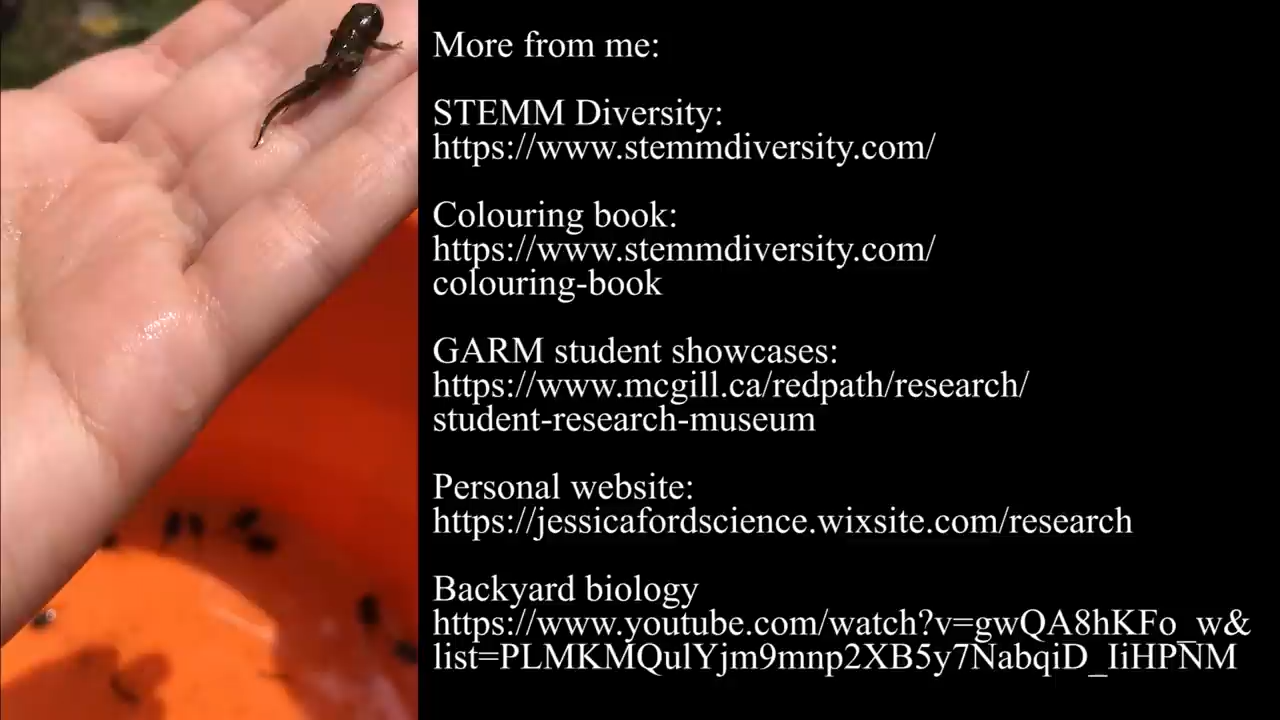 More from me:
STEMM Diversity:
https://www.stemmdiversity.com/
Colouring book:
https://www.stemmdiversity.com/
colouring-book
GARM student showcases:
https://www.mcgill.ca/redpath/research/
student-research-museum
Personal website:
https://jessicafordscience.wixsite.com/research
Backyard biology
https://www.youtube.com/watch?v=gwQA8hKFo_w&
list=PLMKMQulYjm9mnp2XB5y7NabqiD_IiHPNM